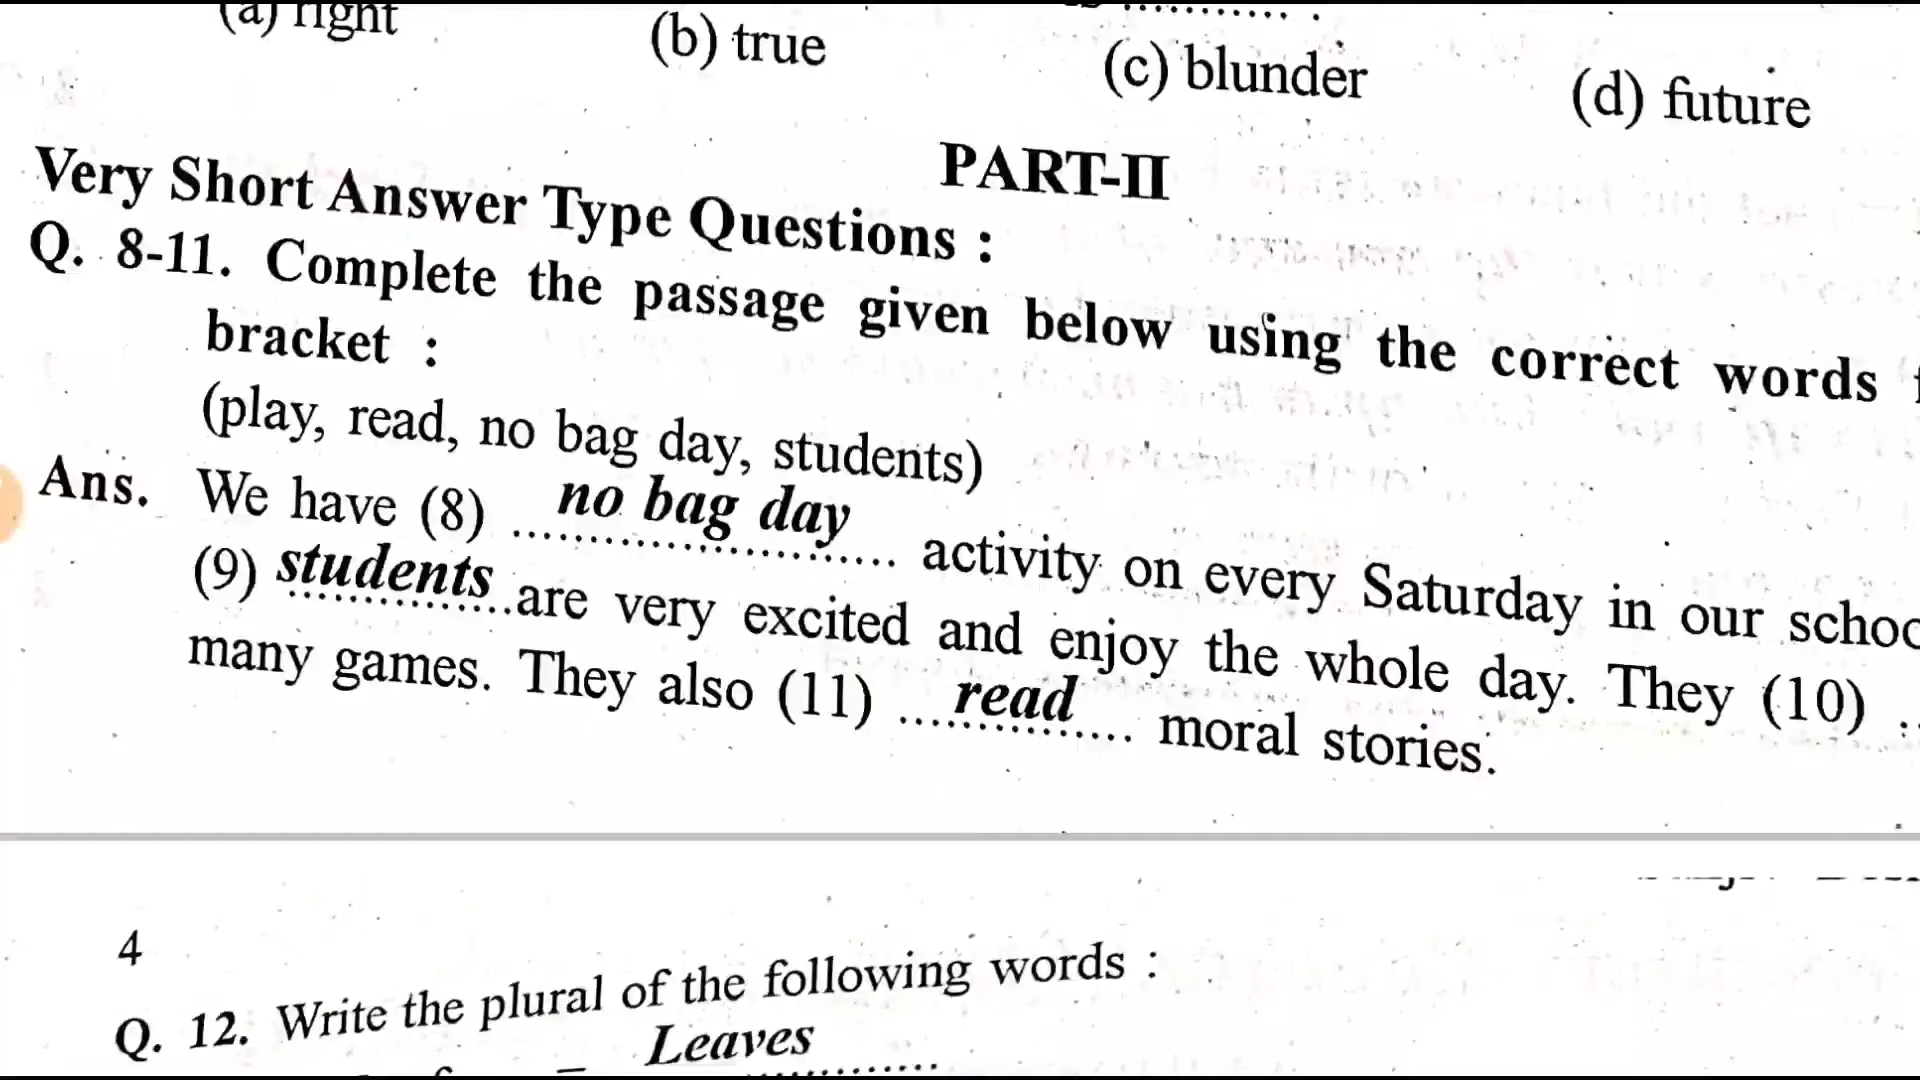 (a) right (b) true (c) blunder (d) future
PART-II
Very Short Answer Type Questions :
Q. 8-11. Complete the passage given below using the correct words
bracket :
(play, read, no bag day, students)
Ans. We have (8) no bag day activity on every Saturday in our schoo
(9) students are very excited and enjoy the whole day. They (10)
many games. They also (11) read moral stories.
4
Q. 12. Write the plural of the following words :
Leaves